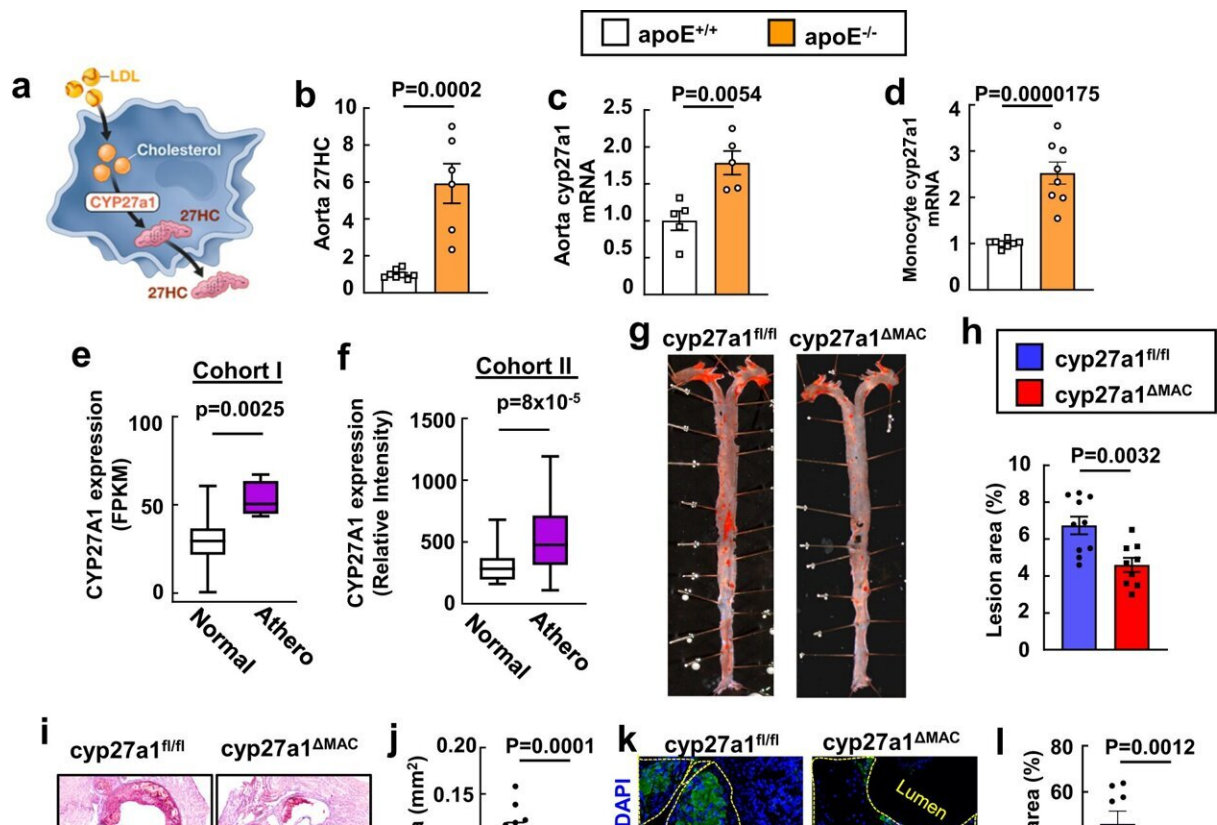 apoE+/+ apoE-/-
a
LDL
Cholesterol
CYP27a1
27HC
27HC
b
P=0.0002
Aorta 27HC
10
8
6
4
2
0
c
P=0.0054
Aorta cyp27a1
mRNA
2.5
2.0
1.5
1.0
0.5
0
d
P=0.0000175
Monocyte cyp27a1
mRNA
4
3
2
1
0
e
Cohort I
p=0.0025
CYP27A1 expression
(FPKM)
100
50
0
Normal
Athero
f
Cohort II
p=8x10-5
CYP27A1 expression
(Relative Intensity)
1500
1000
500
0
Normal
Athero
g
cyp27a1fl/fl
cyp27a1ΔMAC
h
cyp27a1fl/fl
cyp27a1ΔMAC
P=0.0032
Lesion area (%)
10
8
6
4
2
0
i
cyp27a1fl/fl
cyp27a1ΔMAC
j
P=0.0001
(mm2)
0.20
0.15
k
cyp27a1fl/fl
cyp27a1ΔMAC
DAPI
Lumen
l
P=0.0012
area (%)
80
60